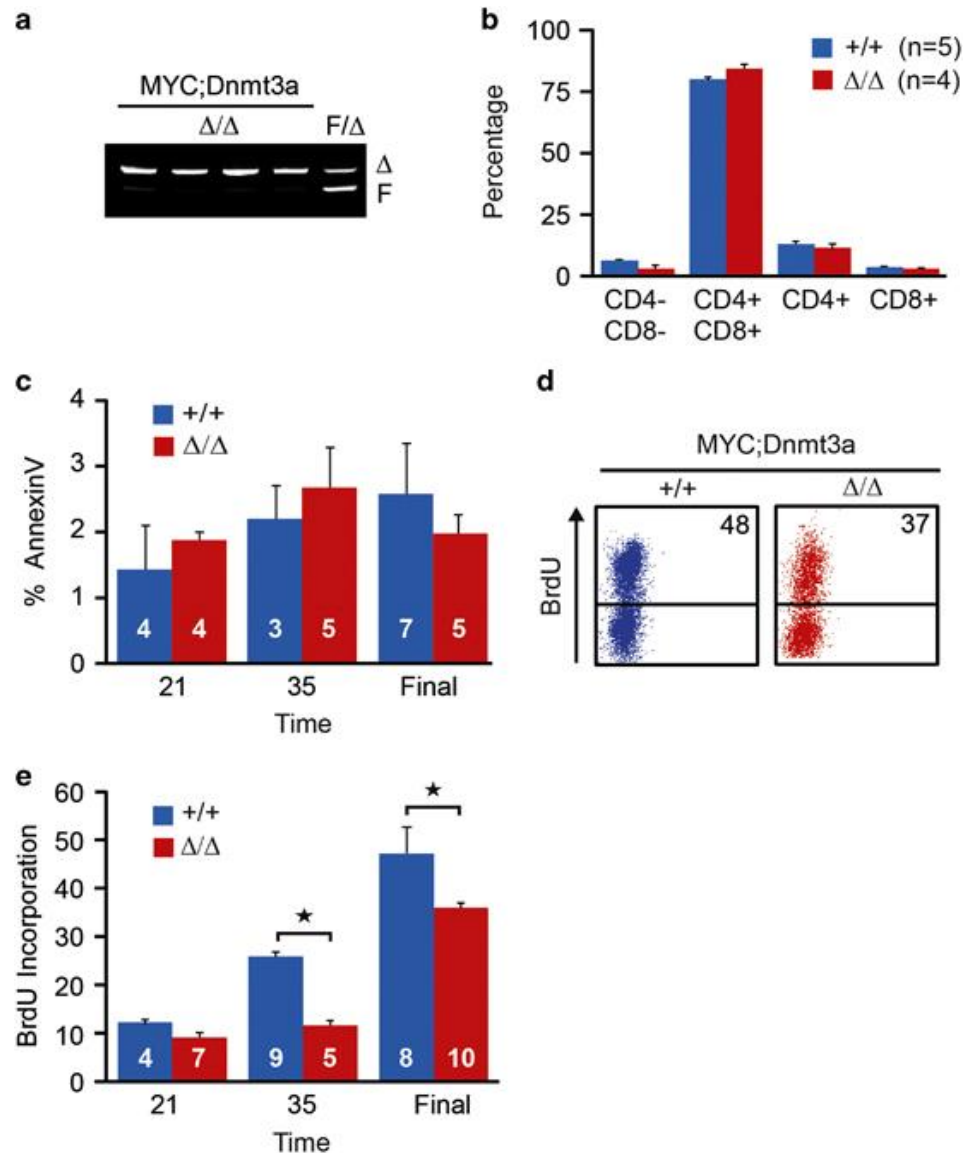 a
MYC;Dnmt3a
Δ/Δ F/Δ
Δ
F
b
+/+ (n=5)
Δ/Δ (n=4)
Percentage
75
50
25
0
CD4- CD4+ CD4+ CD8+
CD8- CD8+
c
+/+
Δ/Δ
% AnnexinV
4
3
2
1
0
4 4 3 5 7 5
21 35 Final
Time
d
MYC;Dnmt3a
+/+ Δ/Δ
48 37
BrdU
e
+/+
Δ/Δ
BrdU Incorporation
60
50
40
30
20
10
0
★ ★
4 7 9 5 8 10
21 35 Final
Time